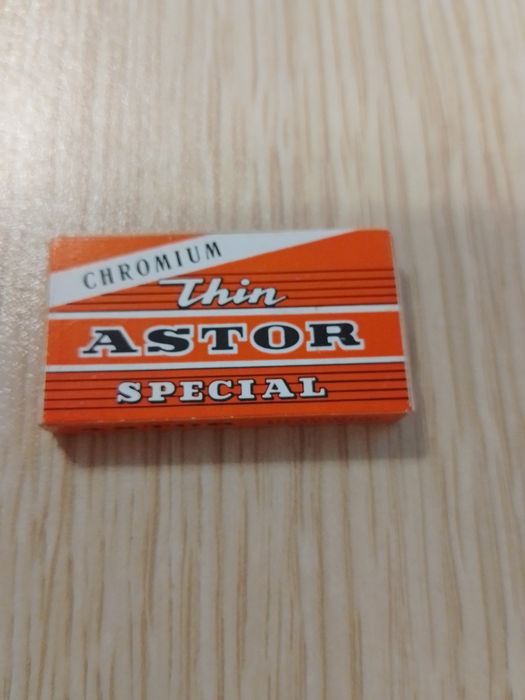 CHROMIUM
Thin
ASTOR
SPECIAL